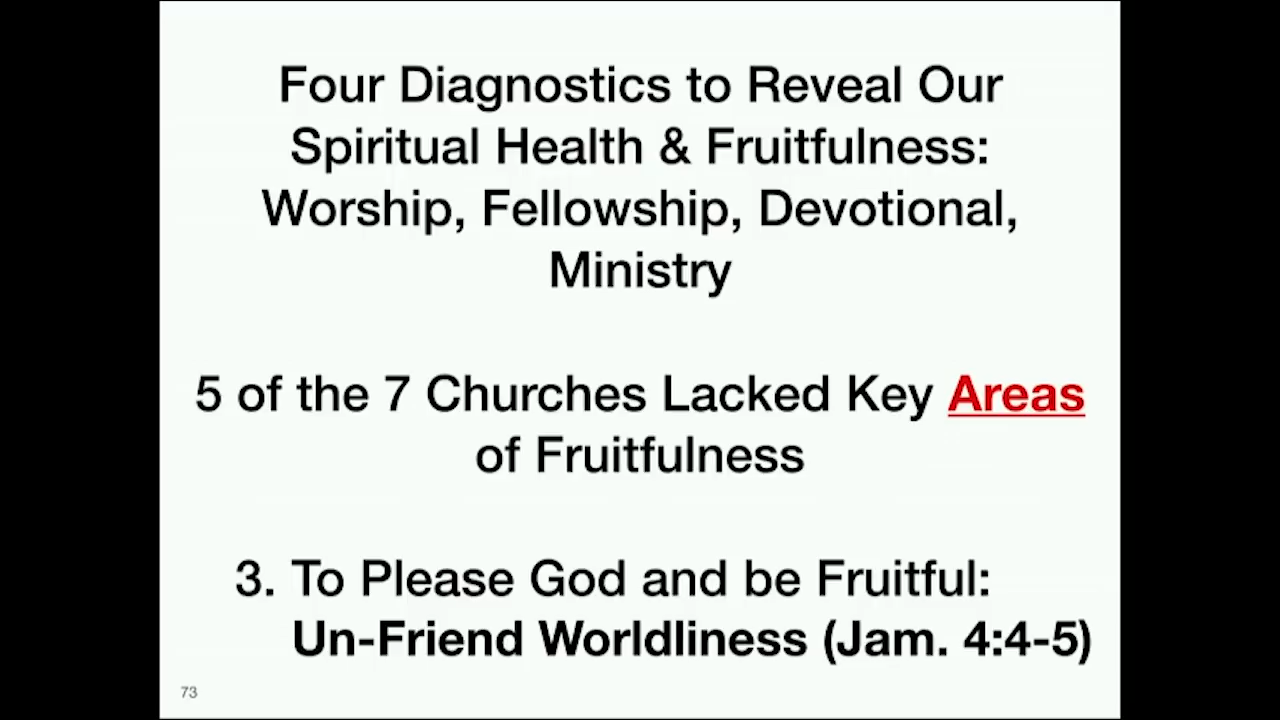 Four Diagnostics to Reveal Our
Spiritual Health & Fruitfulness:
Worship, Fellowship, Devotional,
Ministry
5 of the 7 Churches Lacked Key Areas
of Fruitfulness
3. To Please God and be Fruitful:
Un-Friend Worldliness (Jam. 4:4-5)
73